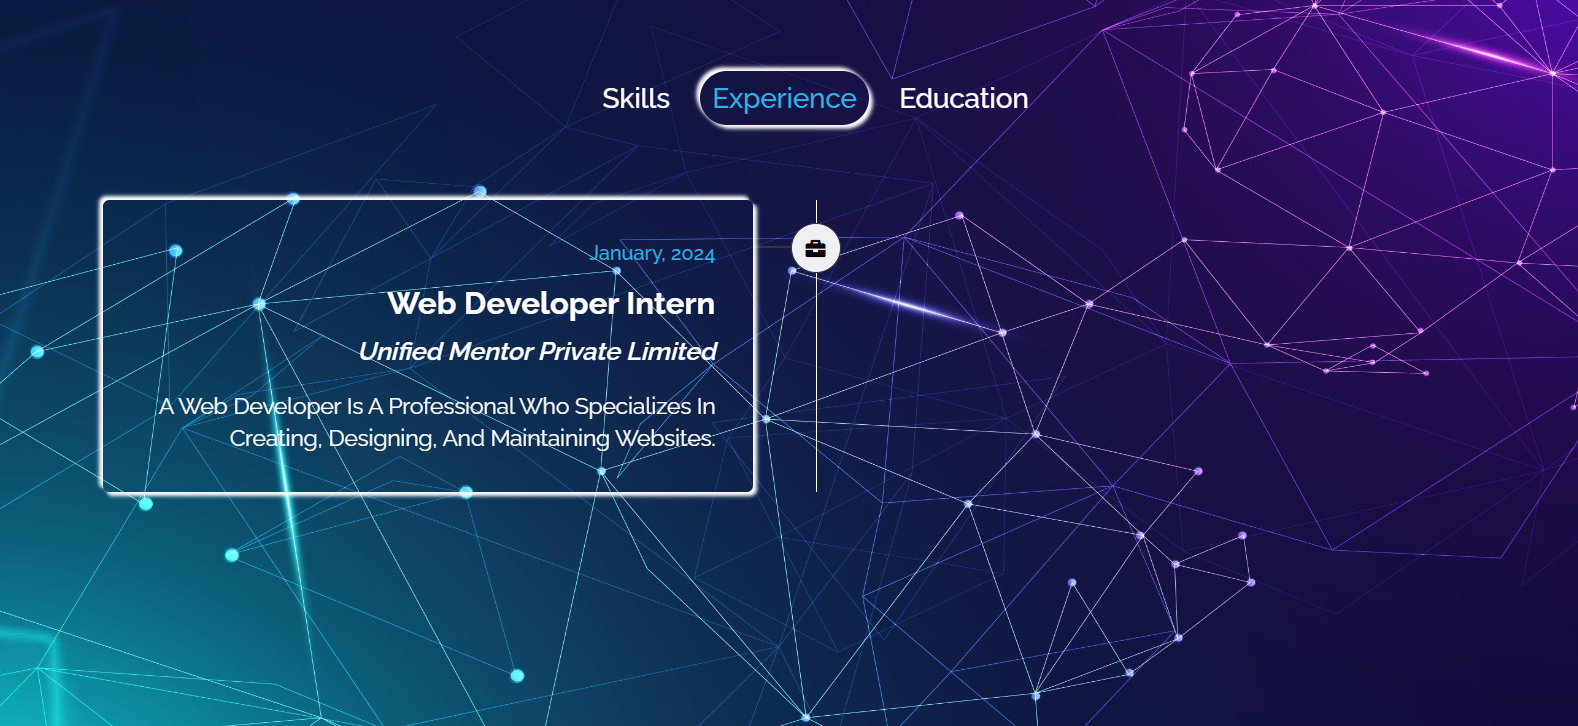 Skills Experience Education
January, 2024
Web Developer Intern
Unified Mentor Private Limited
A Web Developer Is A Professional Who Specializes In
Creating, Designing, And Maintaining Websites.